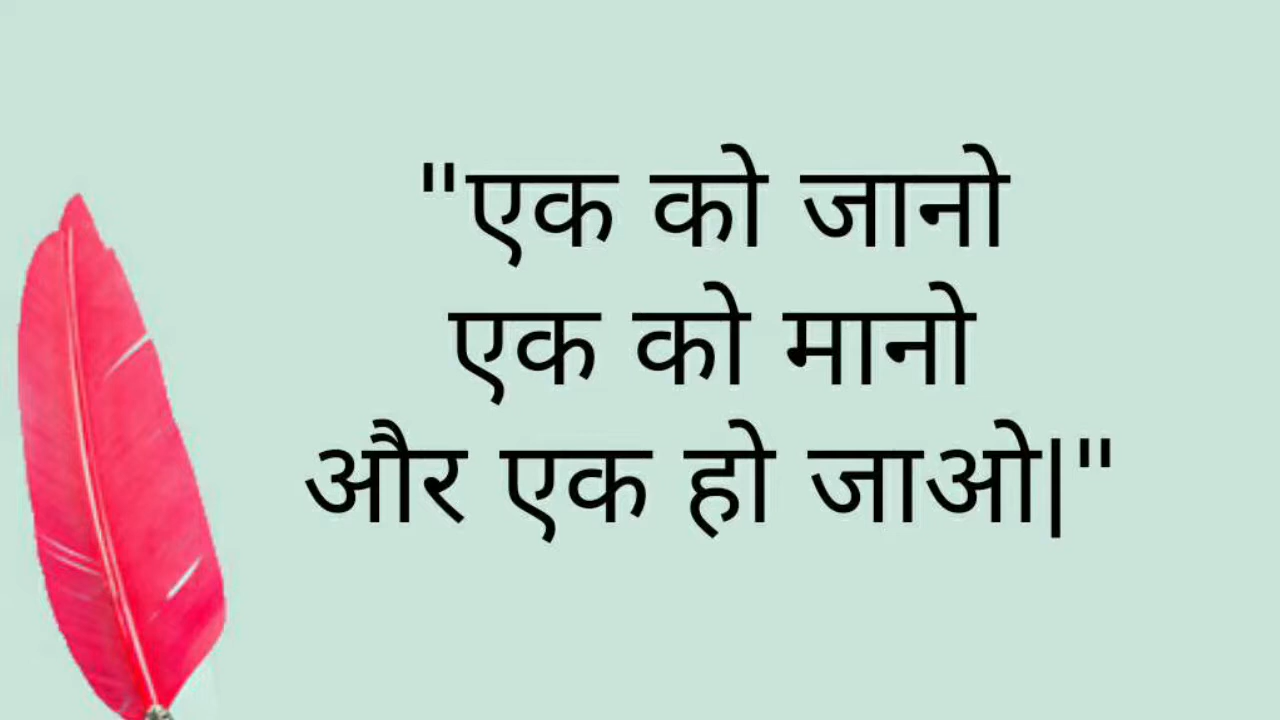 "एक को जानो
एक को मानो
और एक हो जाओ|"